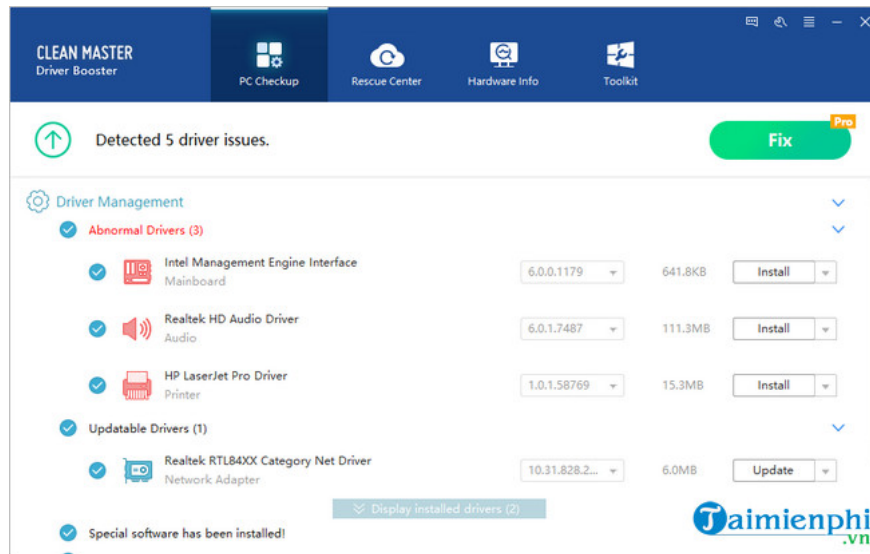 CLEAN MASTER
Driver Booster
PC Checkup
Rescue Center
Hardware Info
Toolkit
Detected 5 driver issues.
Pro
Fix
Driver Management
Abnormal Drivers (3)
Intel Management Engine Interface
Mainboard
6.0.0.1179
641.8KB
Install
Realtek HD Audio Driver
Audio
6.0.1.7487
111.3MB
Install
HP LaserJet Pro Driver
Printer
1.0.1.58769
15.3MB
Install
Updatable Drivers (1)
Realtek RTL84XX Category Net Driver
Network Adapter
10.31.828.2...
6.0MB
Update
Display installed drivers (2)
Special software has been installed!
Taimienphi
.vn